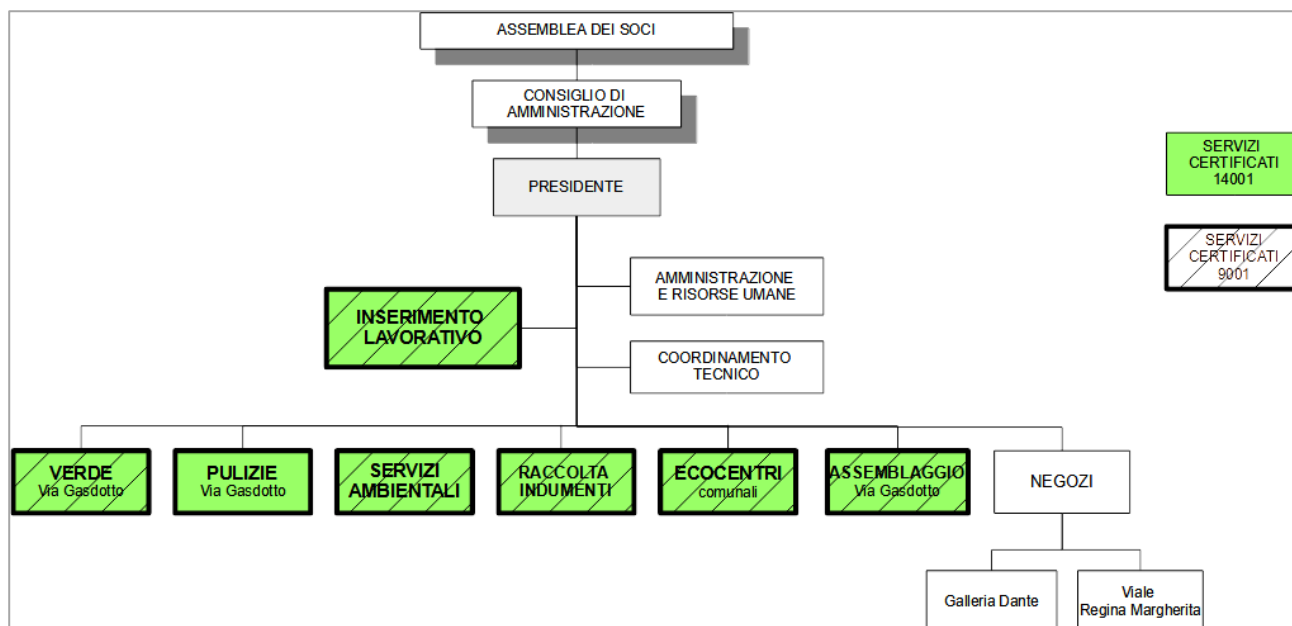 ASSEMBLEA DEI SOCI
CONSIGLIO DI
AMMINISTRAZIONE
PRESIDENTE
SERVIZI
CERTIFICATI
14001
SERVIZI
CERTIFICATI
9001
AMMINISTRAZIONE
E RISORSE UMANE
INSERIMENTO
LAVORATIVO
COORDINAMENTO
TECNICO
VERDE
Via Gasdotto
PULIZIE
Via Gasdotto
SERVIZI
AMBIENTALI
RACCOLTA
INDUMENTI
ECOCENTRI
comunali
ASSEMBLAGGIO
Via Gasdotto
NEGOZI
Galleria Dante
Viale
Regina Margherita